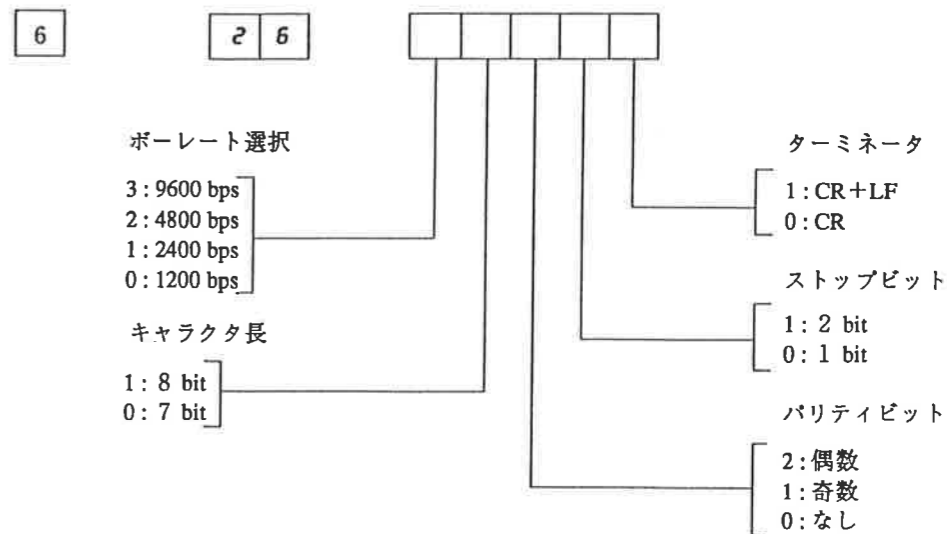 6
2 6
ボーレート選択
3 : 9600 bps
2 : 4800 bps
1 : 2400 bps
0 : 1200 bps
キャラクタ長
1 : 8 bit
0 : 7 bit
ターミネータ
1 : CR+LF
0 : CR
ストップビット
1 : 2 bit
0 : 1 bit
パリティビット
2 : 偶数
1 : 奇数
0 : なし